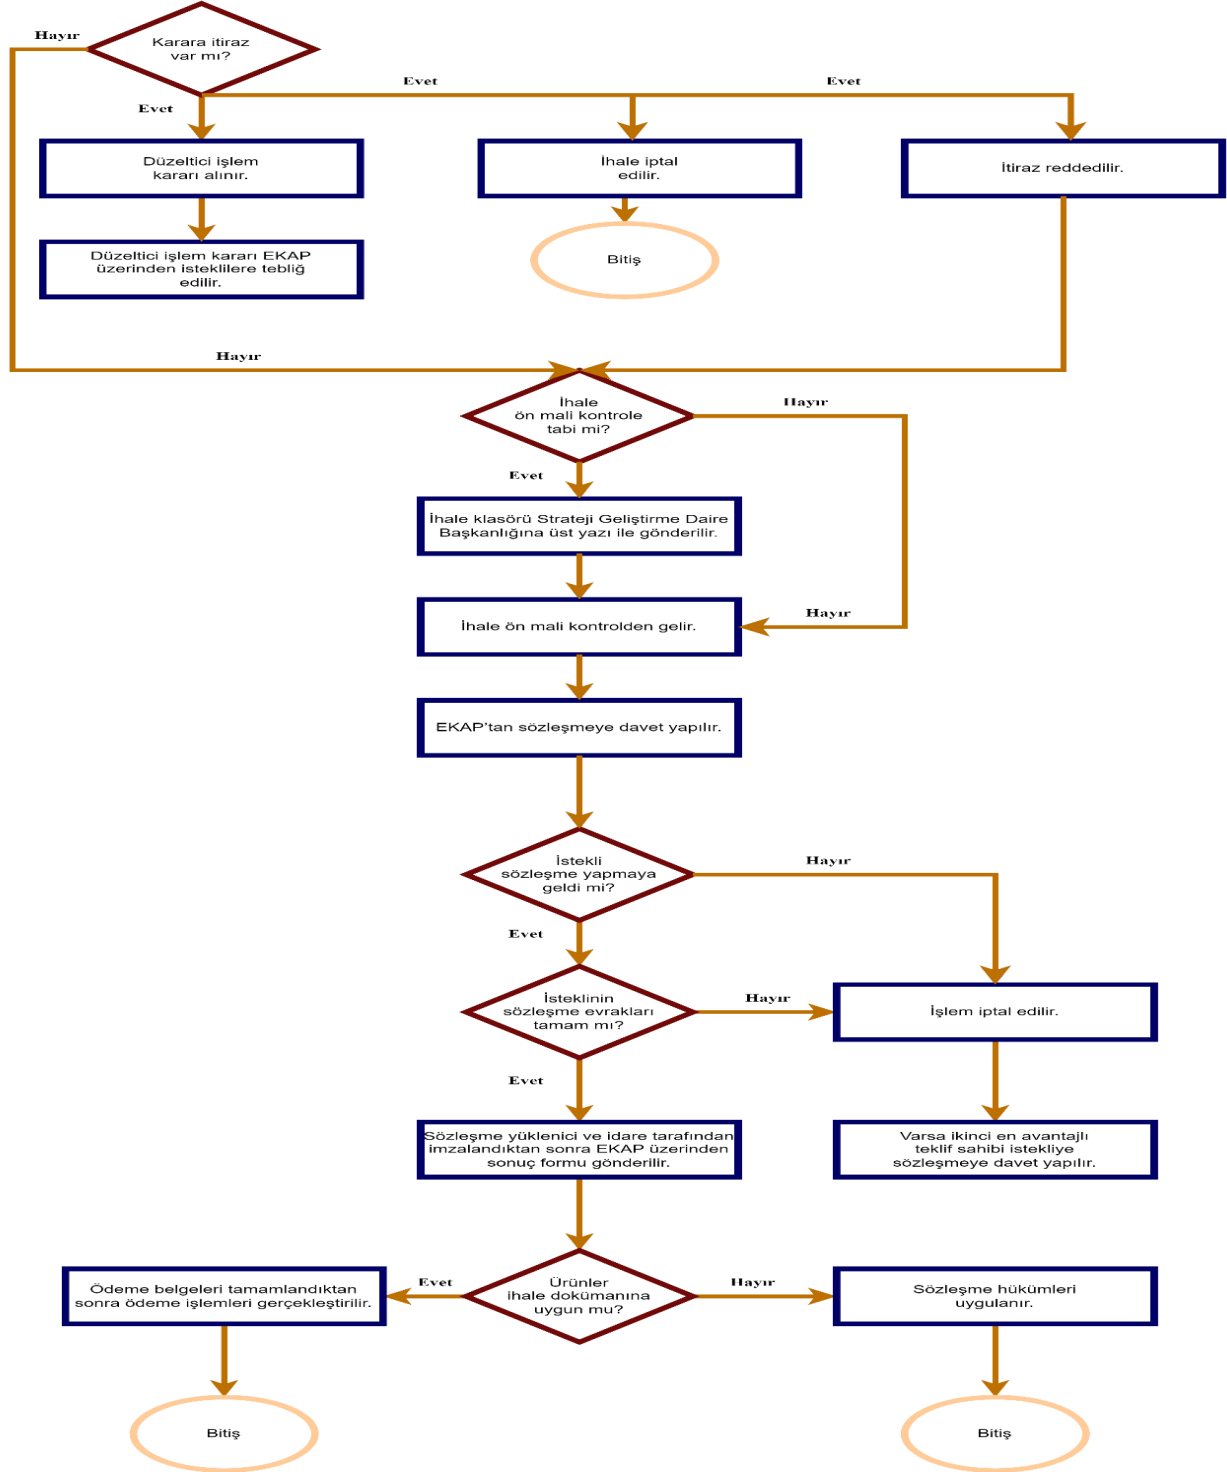 Hayır
Karara itiraz
var mı?
Evet
Evet
Evet
Düzeltici işlem
kararı alınır.
İhale iptal
edilir.
İtiraz reddedilir.
Düzeltici işlem kararı EKAP
üzerinden isteklilere tebliğ
edilir.
Bitiş
Hayır
İhale
ön mali kontrole
tabi mi?
Hayır
Evet
İhale klasörü Strateji Geliştirme Daire
Başkanlığına üst yazı ile gönderilir.
İhale ön mali kontrolden gelir.
Hayır
EKAP'tan sözleşmeye davet yapılır.
İstekli
sözleşme yapmaya
geldi mi?
Hayır
Evet
İsteklinin
sözleşme evrakları
tamam mı?
Hayır
İşlem iptal edilir.
Evet
Sözleşme yüklenici ve idare tarafından
imzalandıktan sonra EKAP üzerinden
sonuç formu gönderilir.
Varsa ikinci en avantajlı
teklif sahibi istekliye
sözleşmeye davet yapılır.
Ödeme belgeleri tamamlandıktan
sonra ödeme işlemleri gerçekleştirilir.
Evet
Ürünler
ihale dokümanına
uygun mu?
Hayır
Sözleşme hükümleri
uygulanır.
Bitiş
Bitiş